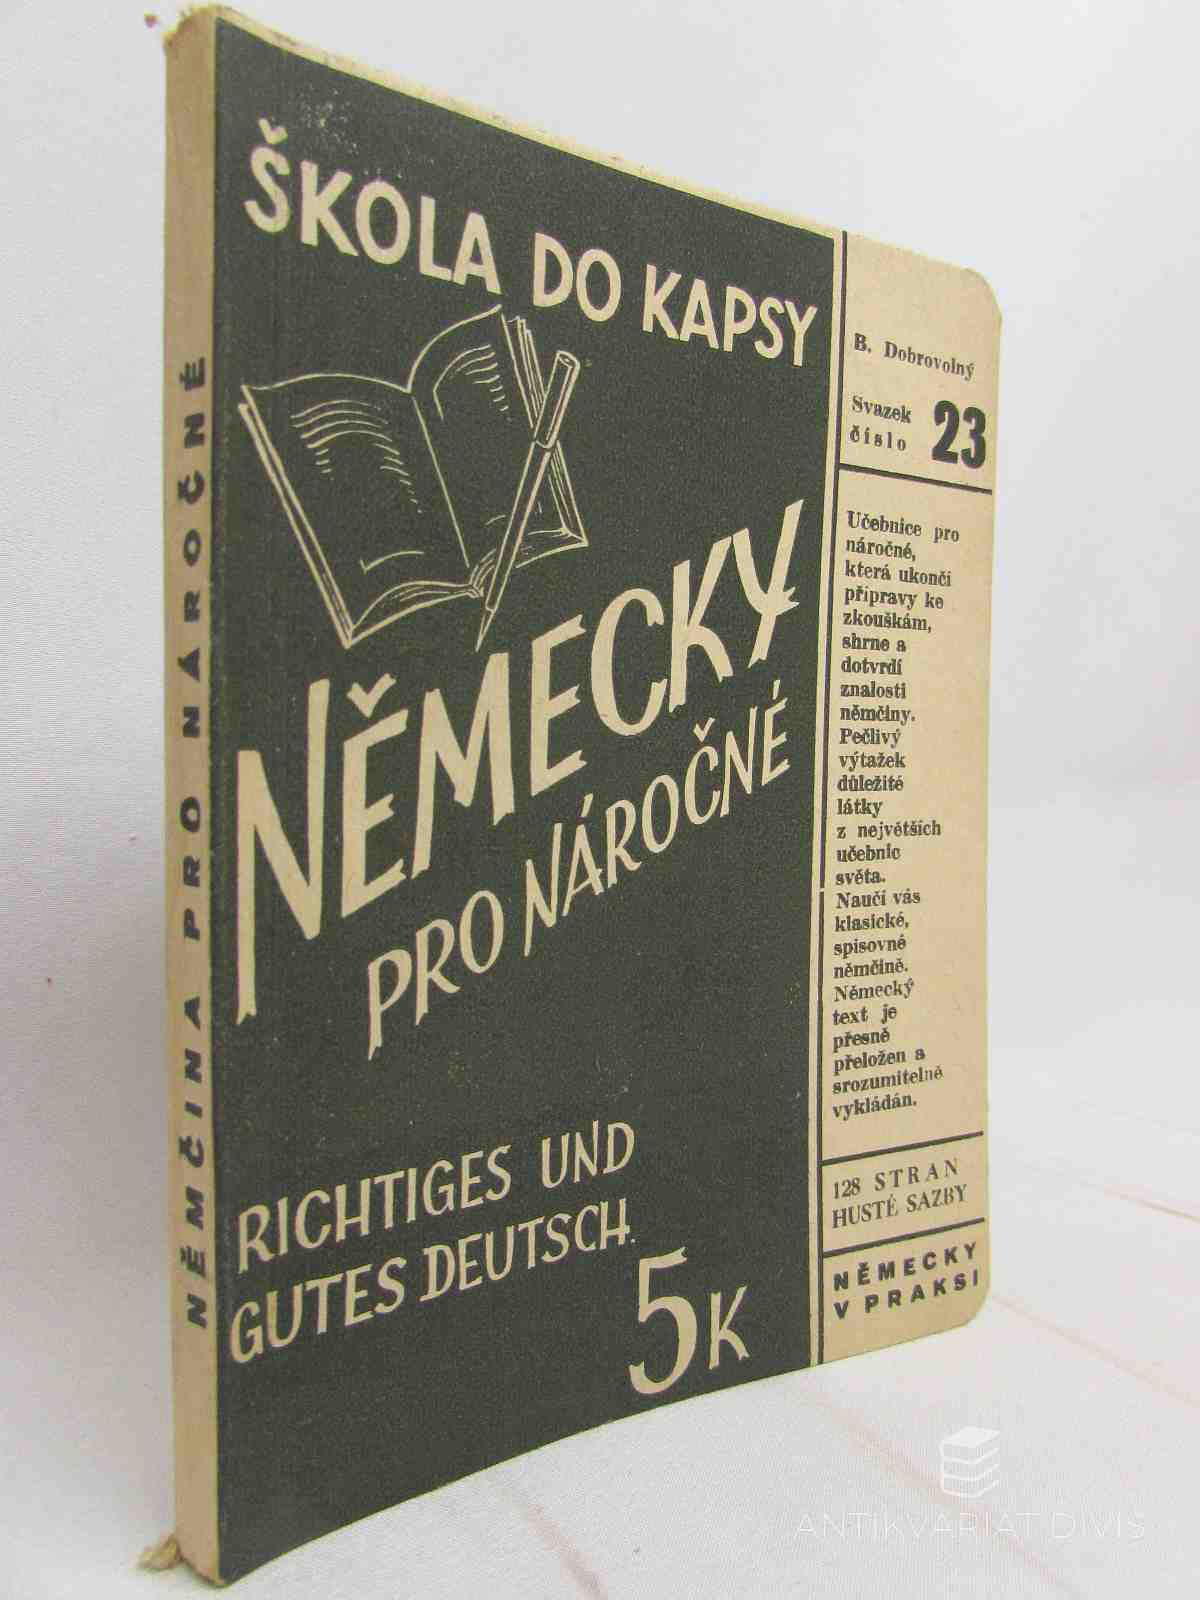 NĚMČINA PRO NÁROČNÉ
ŠKOLA DO KAPSY
NĚMECKY
PRO NÁROČNÉ
RICHTIGES UND
GUTES DEUTSCH.
5K
B. Dobrovolný
Svazek
číslo 23
Učebnice pro
náročné,
která ukončí
přípravy ke
zkouškám,
shrne a
dotvrdí
znalosti
němčiny.
Pečlivý
výtažek
důležité
látky
z největších
učebnic
světa.
Naučí vás
klasické,
spisovné
němčině.
Německý
text je
přesně
přeložen a
srozumitelně
vykládán.
128 STRAN
HUSTÉ SAZBY
NĚMECKY
V PRAKSI
ANTIKVARIAT DIVIŠ